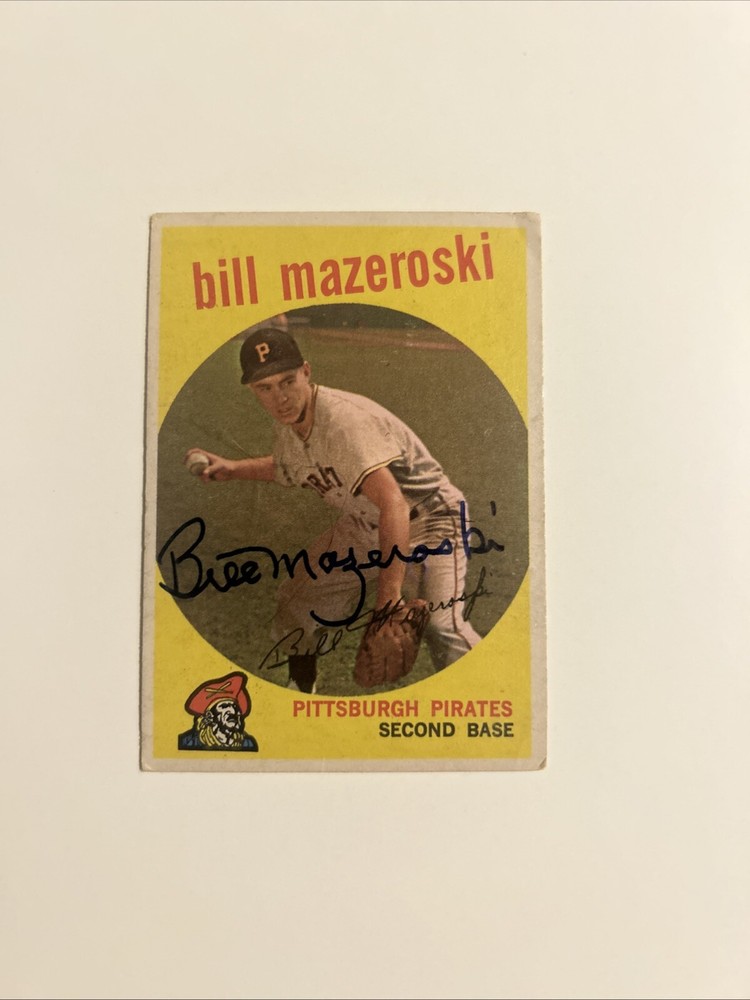 bill mazeroski
P
Bill Mazeroski
Bill Mazeroski
PITTSBURGH PIRATES
SECOND BASE